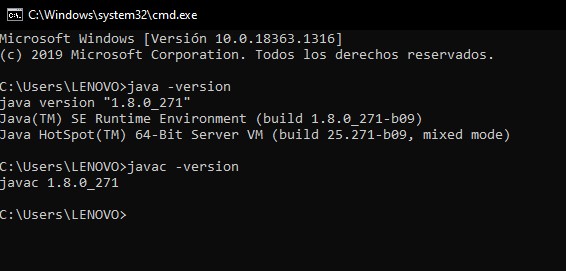 C:\Windows\system32\cmd.exe
Microsoft Windows [Versión 10.0.18363.1316]
(c) 2019 Microsoft Corporation. Todos los derechos reservados.
C:\Users\LENOVO>java -version
java version "1.8.0_271"
Java(TM) SE Runtime Environment (build 1.8.0_271-b09)
Java HotSpot(TM) 64-Bit Server VM (build 25.271-b09, mixed mode)
C:\Users\LENOVO>javac -version
javac 1.8.0_271
C:\Users\LENOVO>